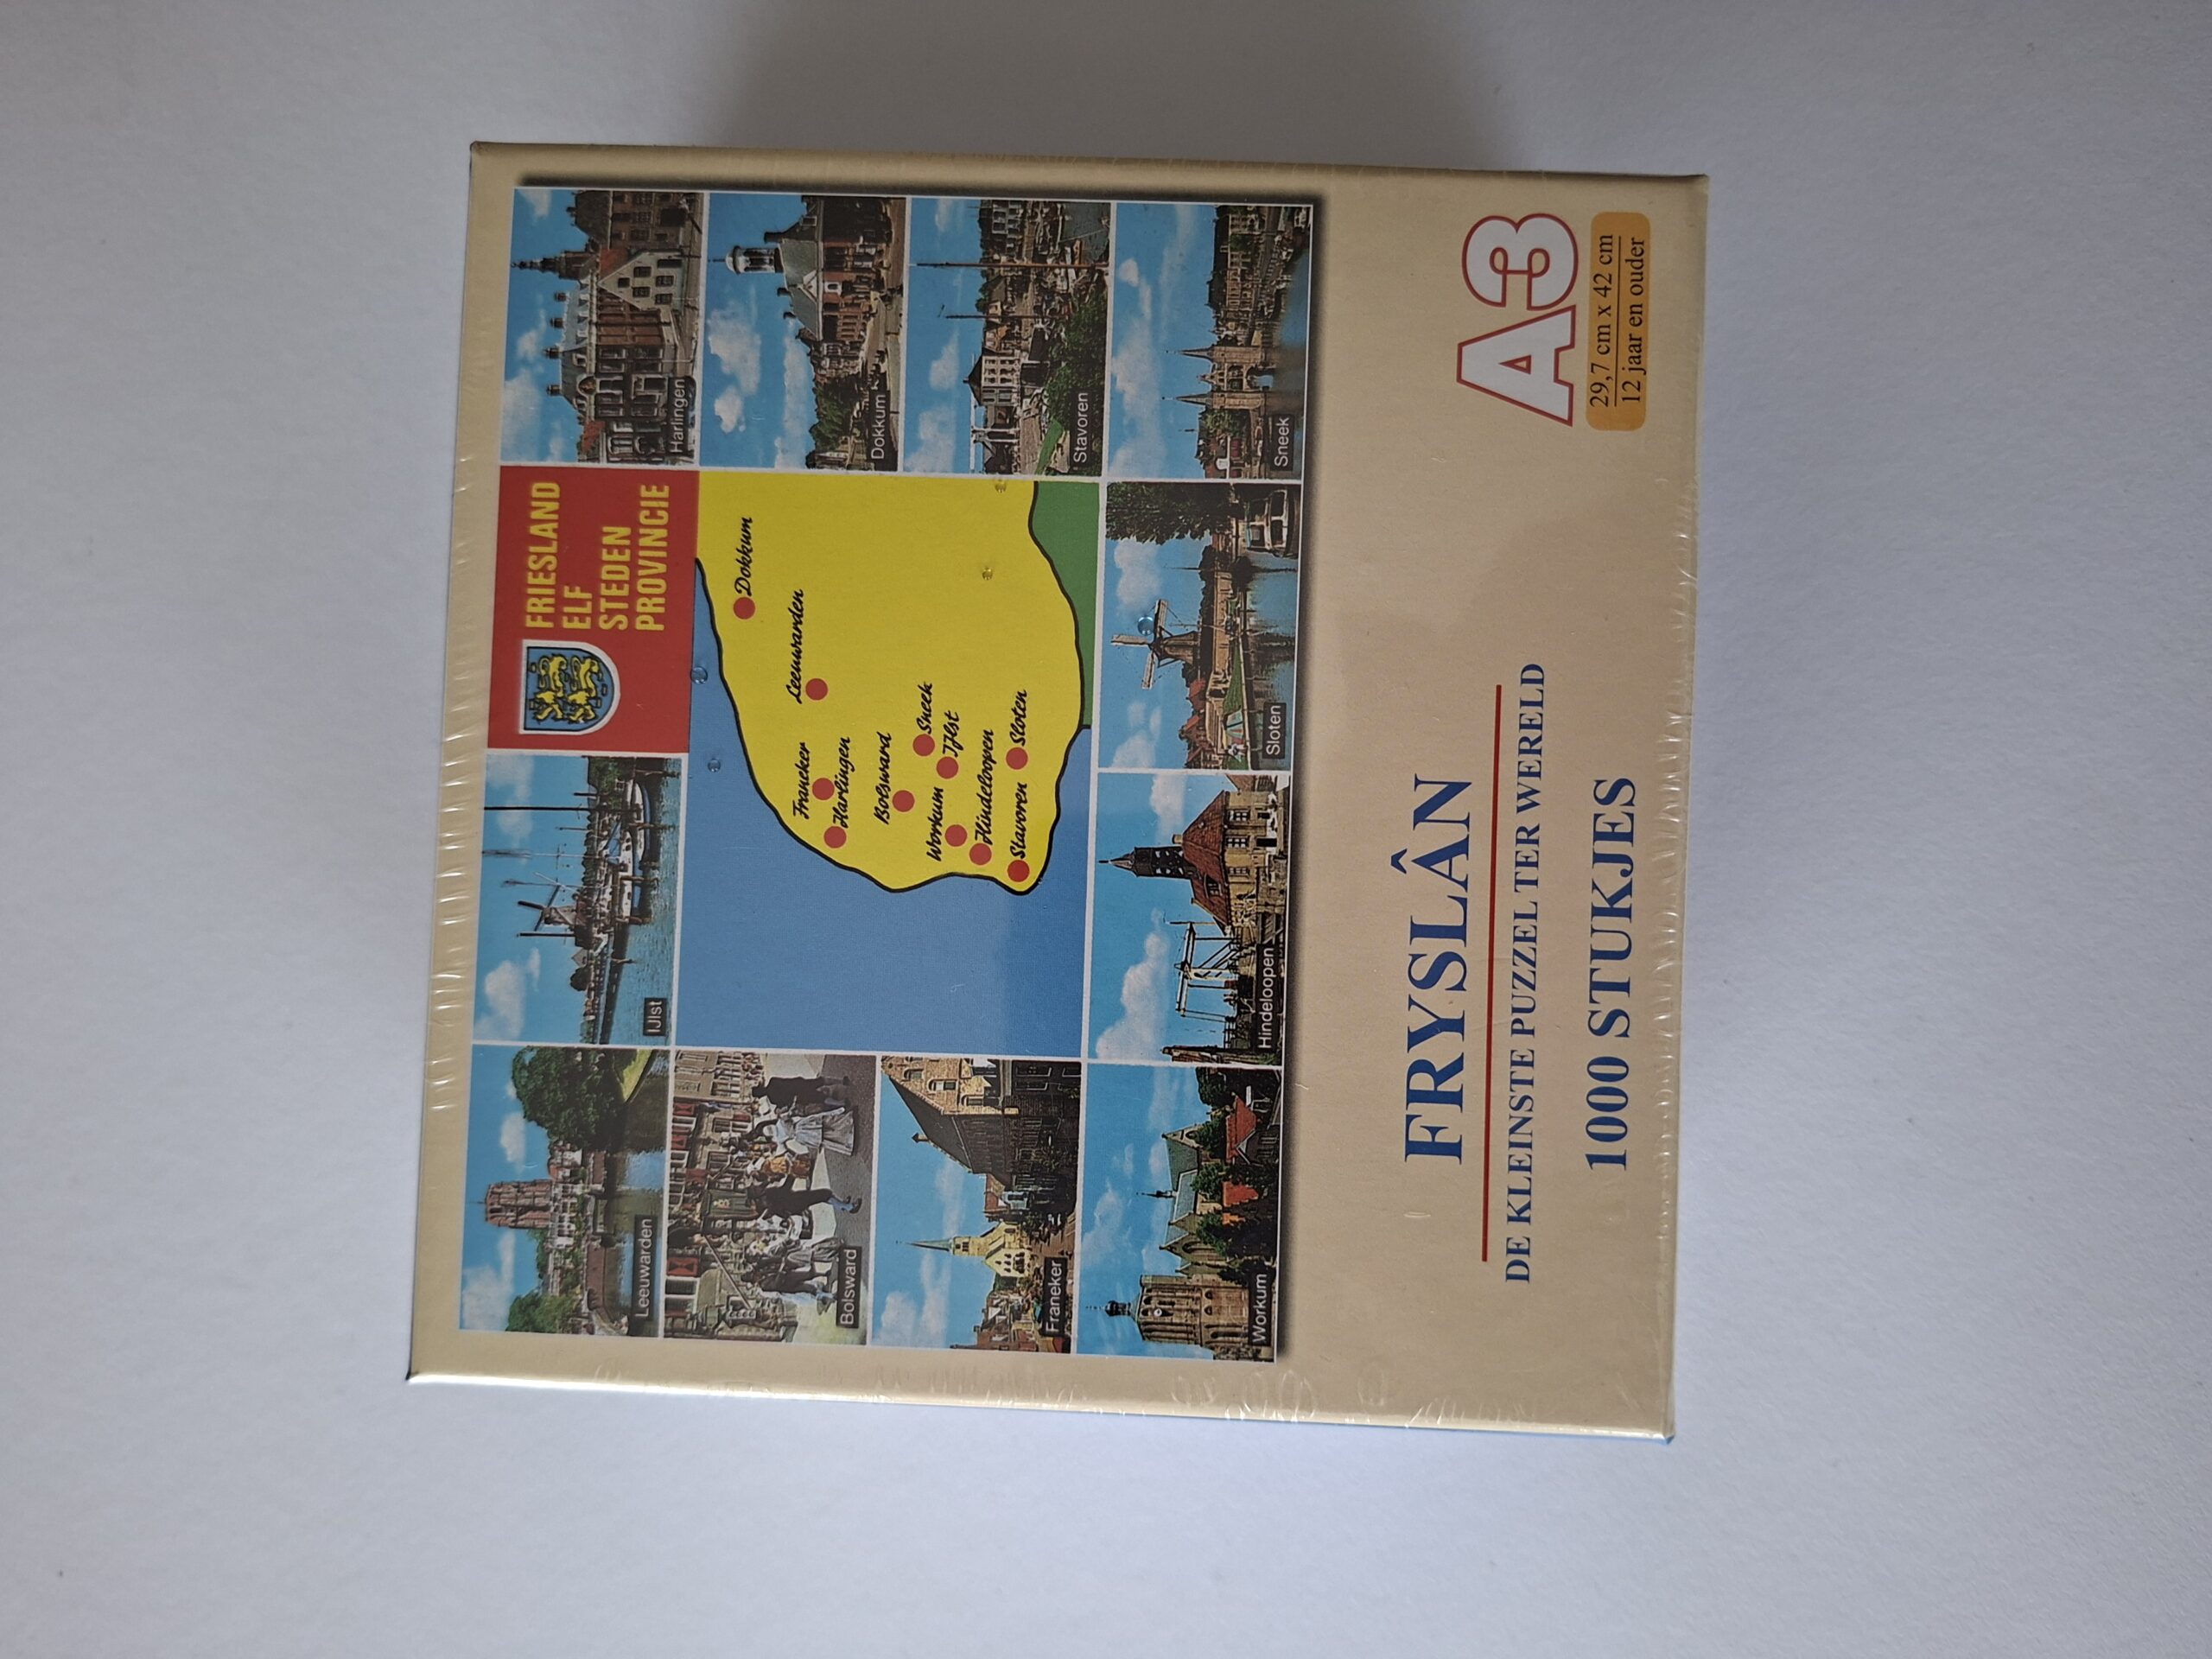 Leeuwarden
IJlst
FRIESLAND
ELF
STEDEN
PROVINCIE
Harlingen
Bolsward
Dokkum
Franeker
Stavoren
Workum
Hindeloopen
Sloten
Sneek
Dokkum
Leeuwarden
Franeker
Harlingen
Bolsward
Sneek
IJlst
Workum
Hindeloopen
Sloten
Stavoren
FRYSLÂN
DE KLEINSTE PUZZEL TER WERELD
1000 STUKJES
A3
29,7 cm x 42 cm
12 jaar en ouder